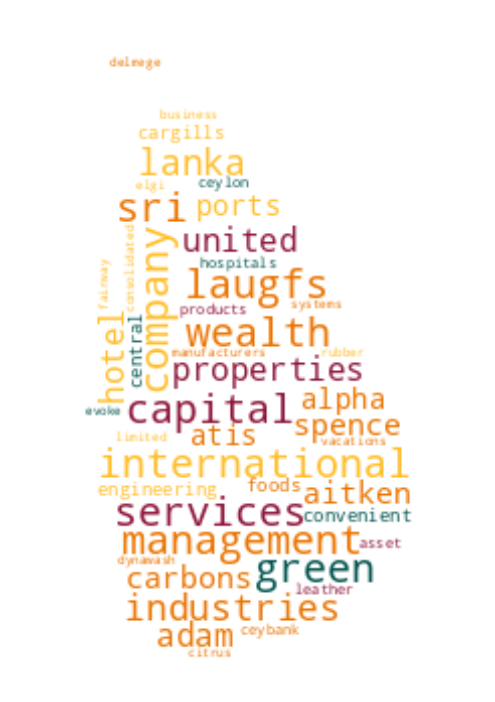 delmege
business
cargills
lanka
elgi
ceylon
sri
ports
consolidated
company
united
hospitals
fairway
laugfs
systems
products
hotel
central
wealth
manufacturers
rubber
properties
capital
alpha
evoke
spence
atis
limited
vacations
international
engineering
foods
aitken
services
convenient
management
asset
dynawash
carbons
green
leather
industries
adam
ceybank
citrus